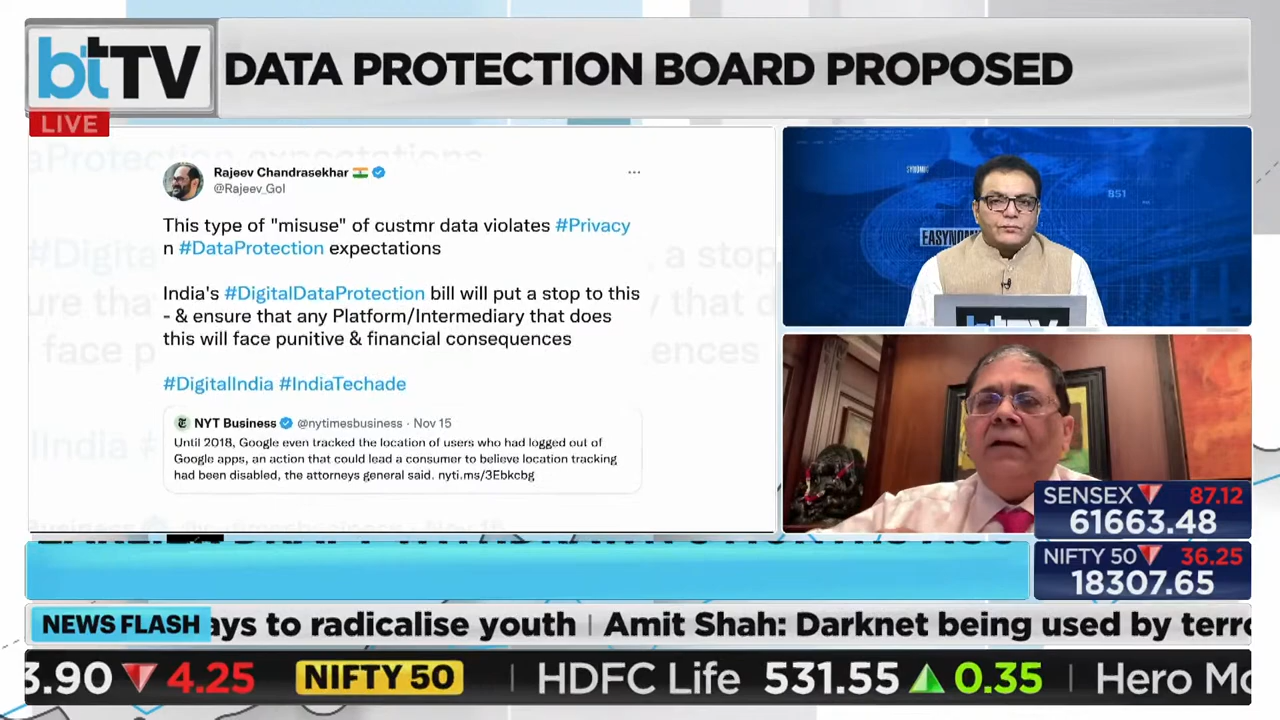 btTV
DATA PROTECTION BOARD PROPOSED
LIVE
Rajeev Chandrasekhar
@Rajeev_GoI
This type of "misuse" of custmr data violates #Privacy
n #DataProtection expectations
India's #DigitalDataProtection bill will put a stop to this
- & ensure that any Platform/Intermediary that does
this will face punitive & financial consequences
#DigitalIndia #IndiaTechade
NYT Business @nytimesbusiness · Nov 15
Until 2018, Google even tracked the location of users who had logged out of
Google apps, an action that could lead a consumer to believe location tracking
had been disabled, the attorneys general said. nyti.ms/3Ebkcbg
B51
SENSEX 87.12
61663.48
NIFTY 50 36.25
18307.65
NEWS FLASH ays to radicalise youth | Amit Shah: Darknet being used by terro
3.90 4.25 NIFTY 50 | HDFC Life 531.55 0.35 | Hero Mo